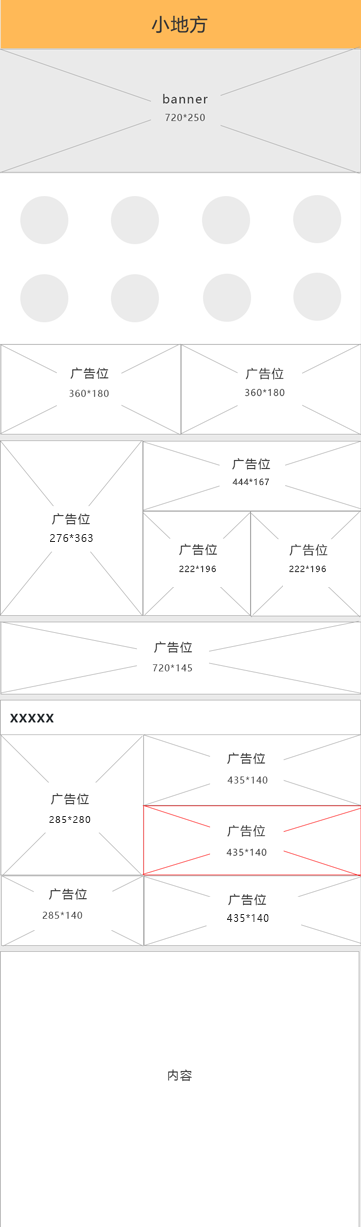 小地方
banner
720*250
广告位
360*180
广告位
360*180
广告位
276*363
广告位
444*167
广告位
222*196
广告位
222*196
广告位
720*145
XXXXX
广告位
285*280
广告位
435*140
广告位
435*140
广告位
285*140
广告位
435*140
内容